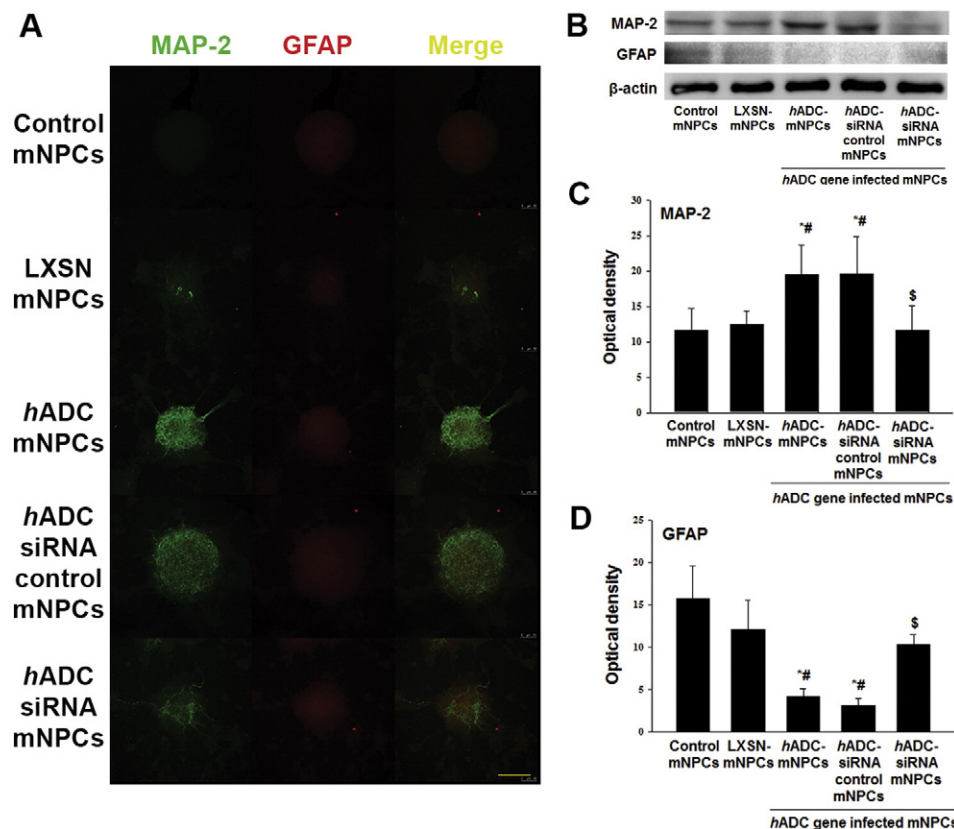 A
MAP-2 GFAP Merge
Control
mNPCs
LXSN
mNPCs
hADC
mNPCs
hADC
siRNA
control
mNPCs
hADC
siRNA
mNPCs
B
MAP-2
GFAP
β-actin
Control
mNPCs
LXSN-
mNPCs
hADC-
mNPCs
hADC-
siRNA
control
mNPCs
hADC-
siRNA
mNPCs
hADC gene infected mNPCs
C
MAP-2
Optical density
30
25
20
15
10
5
0
*#
*#
$
Control
mNPCs
LXSN-
mNPCs
hADC-
mNPCs
hADC-
siRNA
control
mNPCs
hADC-
siRNA
mNPCs
hADC gene infected mNPCs
D
GFAP
Optical density
25
20
15
10
5
0
*#
*#
$
Control
mNPCs
LXSN-
mNPCs
hADC-
mNPCs
hADC-
siRNA
control
mNPCs
hADC-
siRNA
mNPCs
hADC gene infected mNPCs